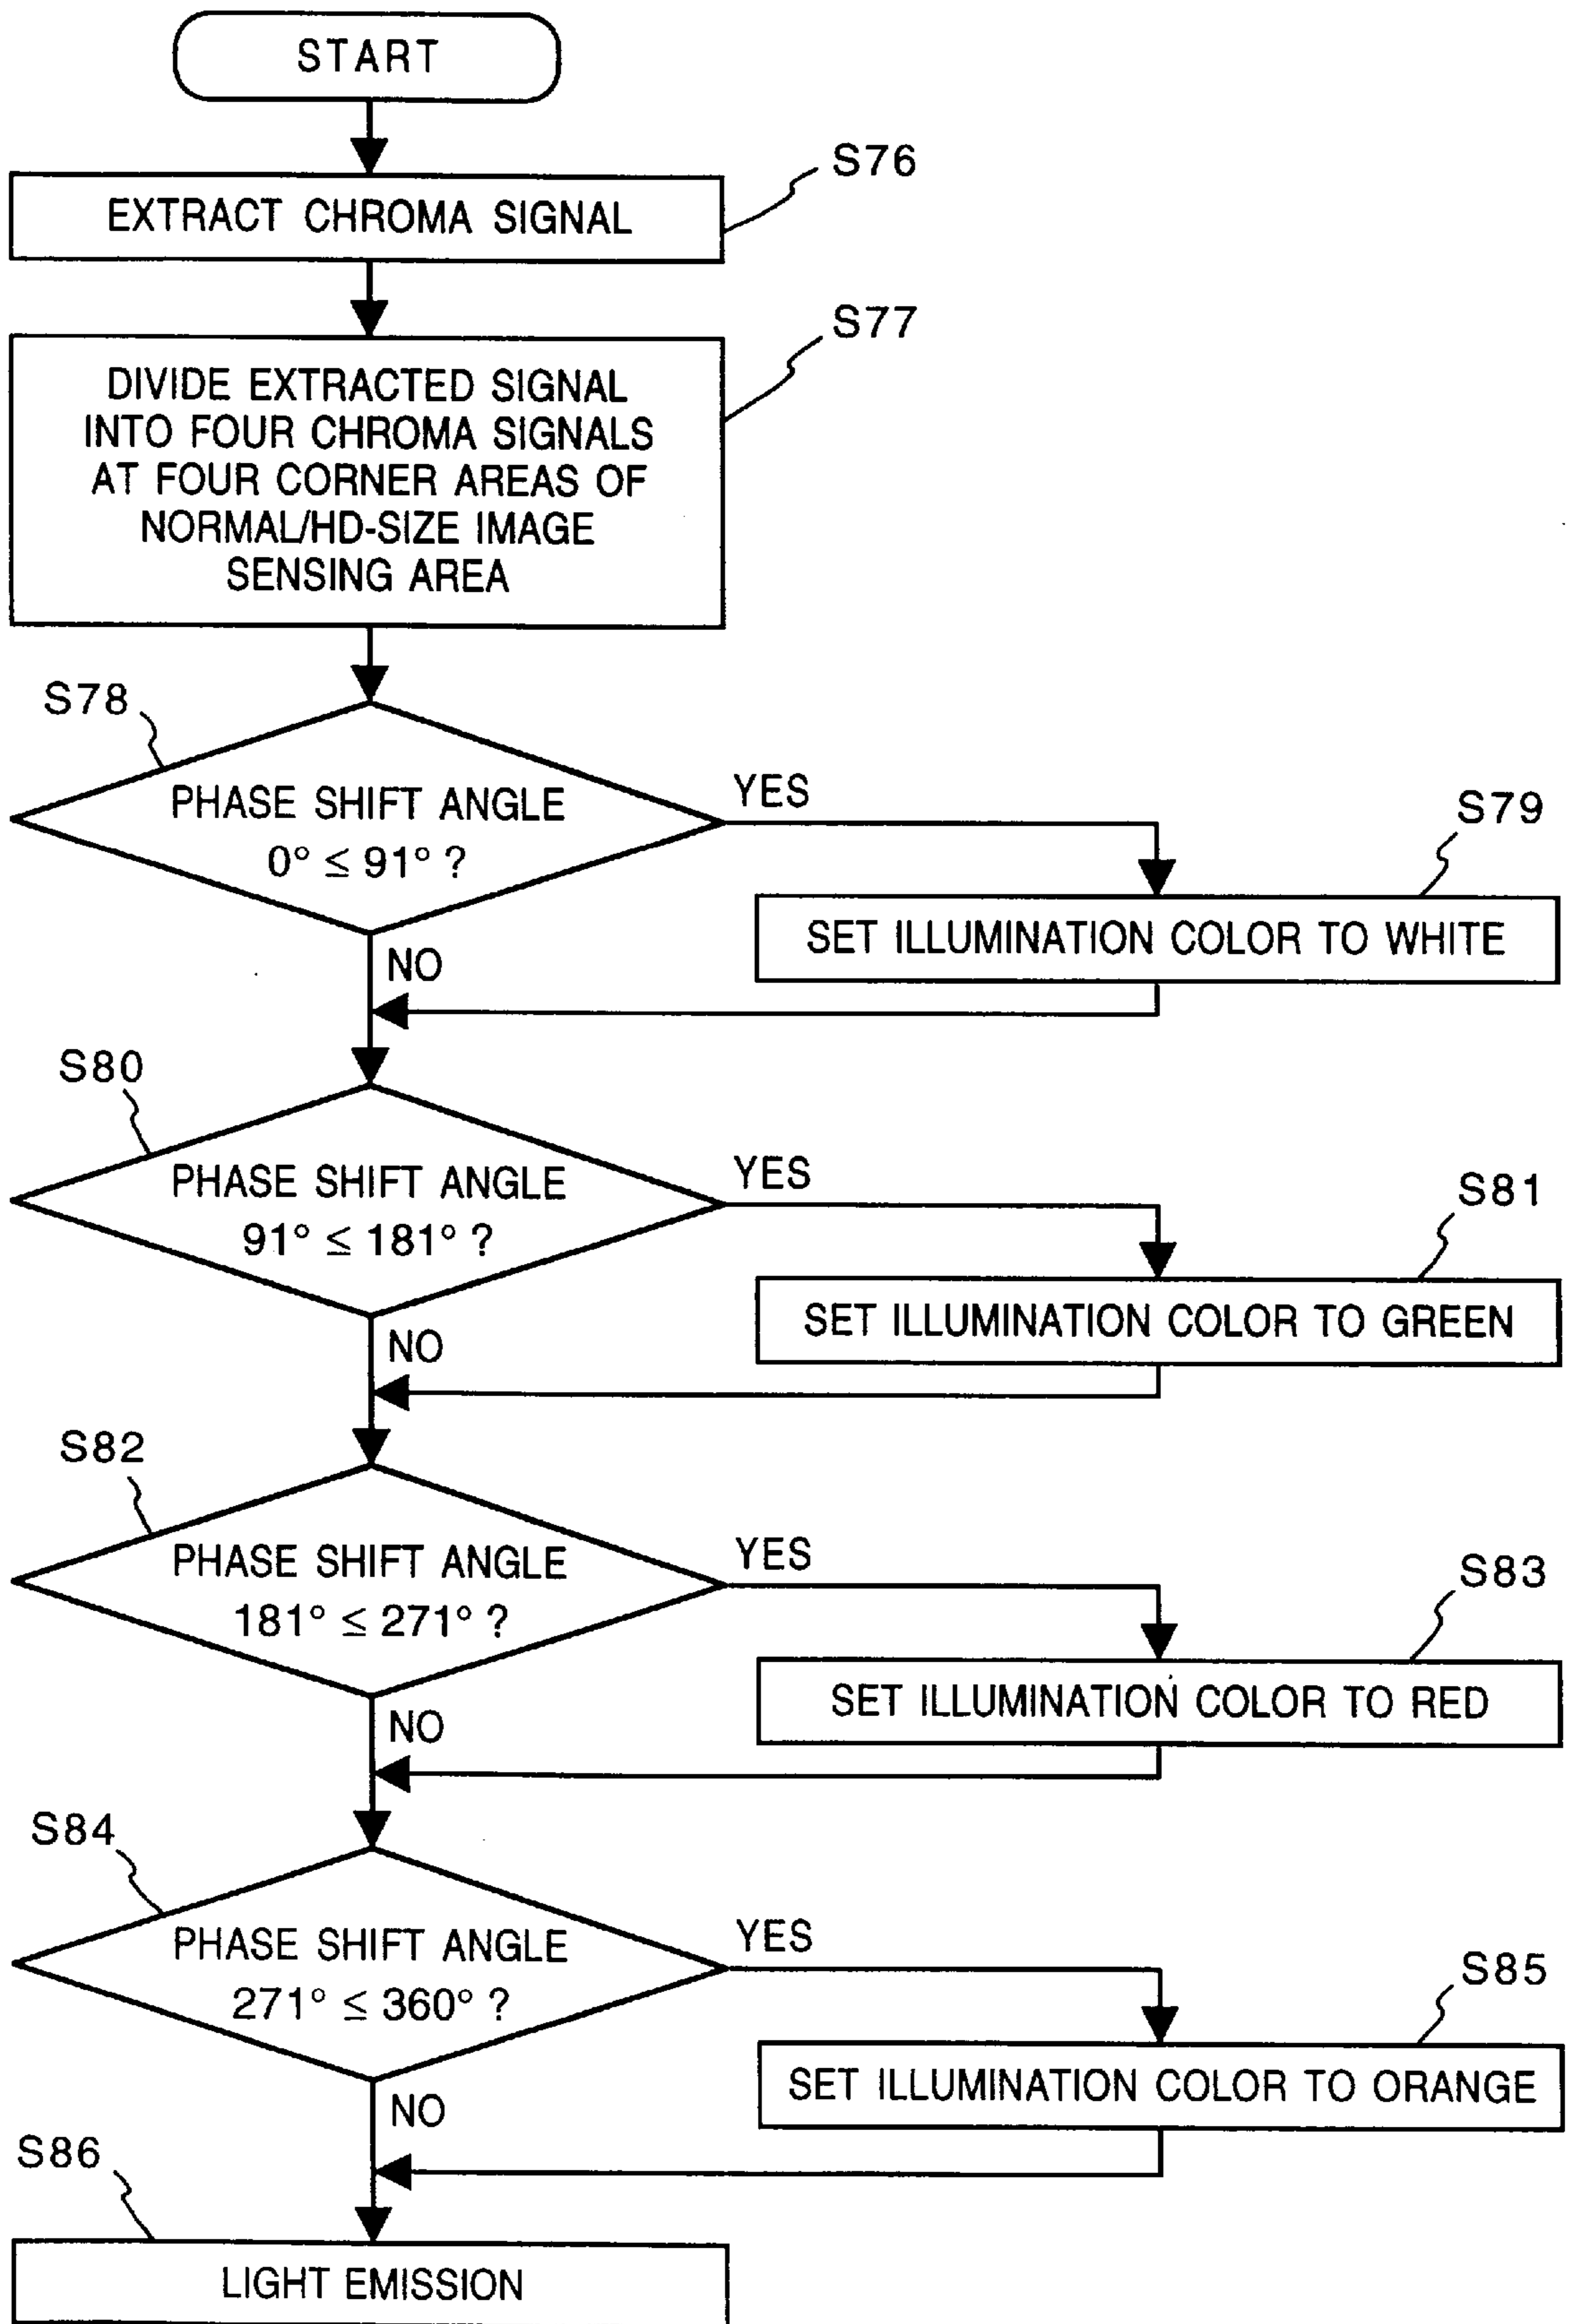 START
S76
EXTRACT CHROMA SIGNAL
S77
DIVIDE EXTRACTED SIGNAL
INTO FOUR CHROMA SIGNALS
AT FOUR CORNER AREAS OF
NORMAL/HD-SIZE IMAGE
SENSING AREA
S78
PHASE SHIFT ANGLE
0° ≤ 91° ?
YES
S79
SET ILLUMINATION COLOR TO WHITE
NO
S80
PHASE SHIFT ANGLE
91° ≤ 181° ?
YES
S81
SET ILLUMINATION COLOR TO GREEN
NO
S82
PHASE SHIFT ANGLE
181° ≤ 271° ?
YES
S83
SET ILLUMINATION COLOR TO RED
NO
S84
PHASE SHIFT ANGLE
271° ≤ 360° ?
YES
S85
SET ILLUMINATION COLOR TO ORANGE
NO
S86
LIGHT EMISSION